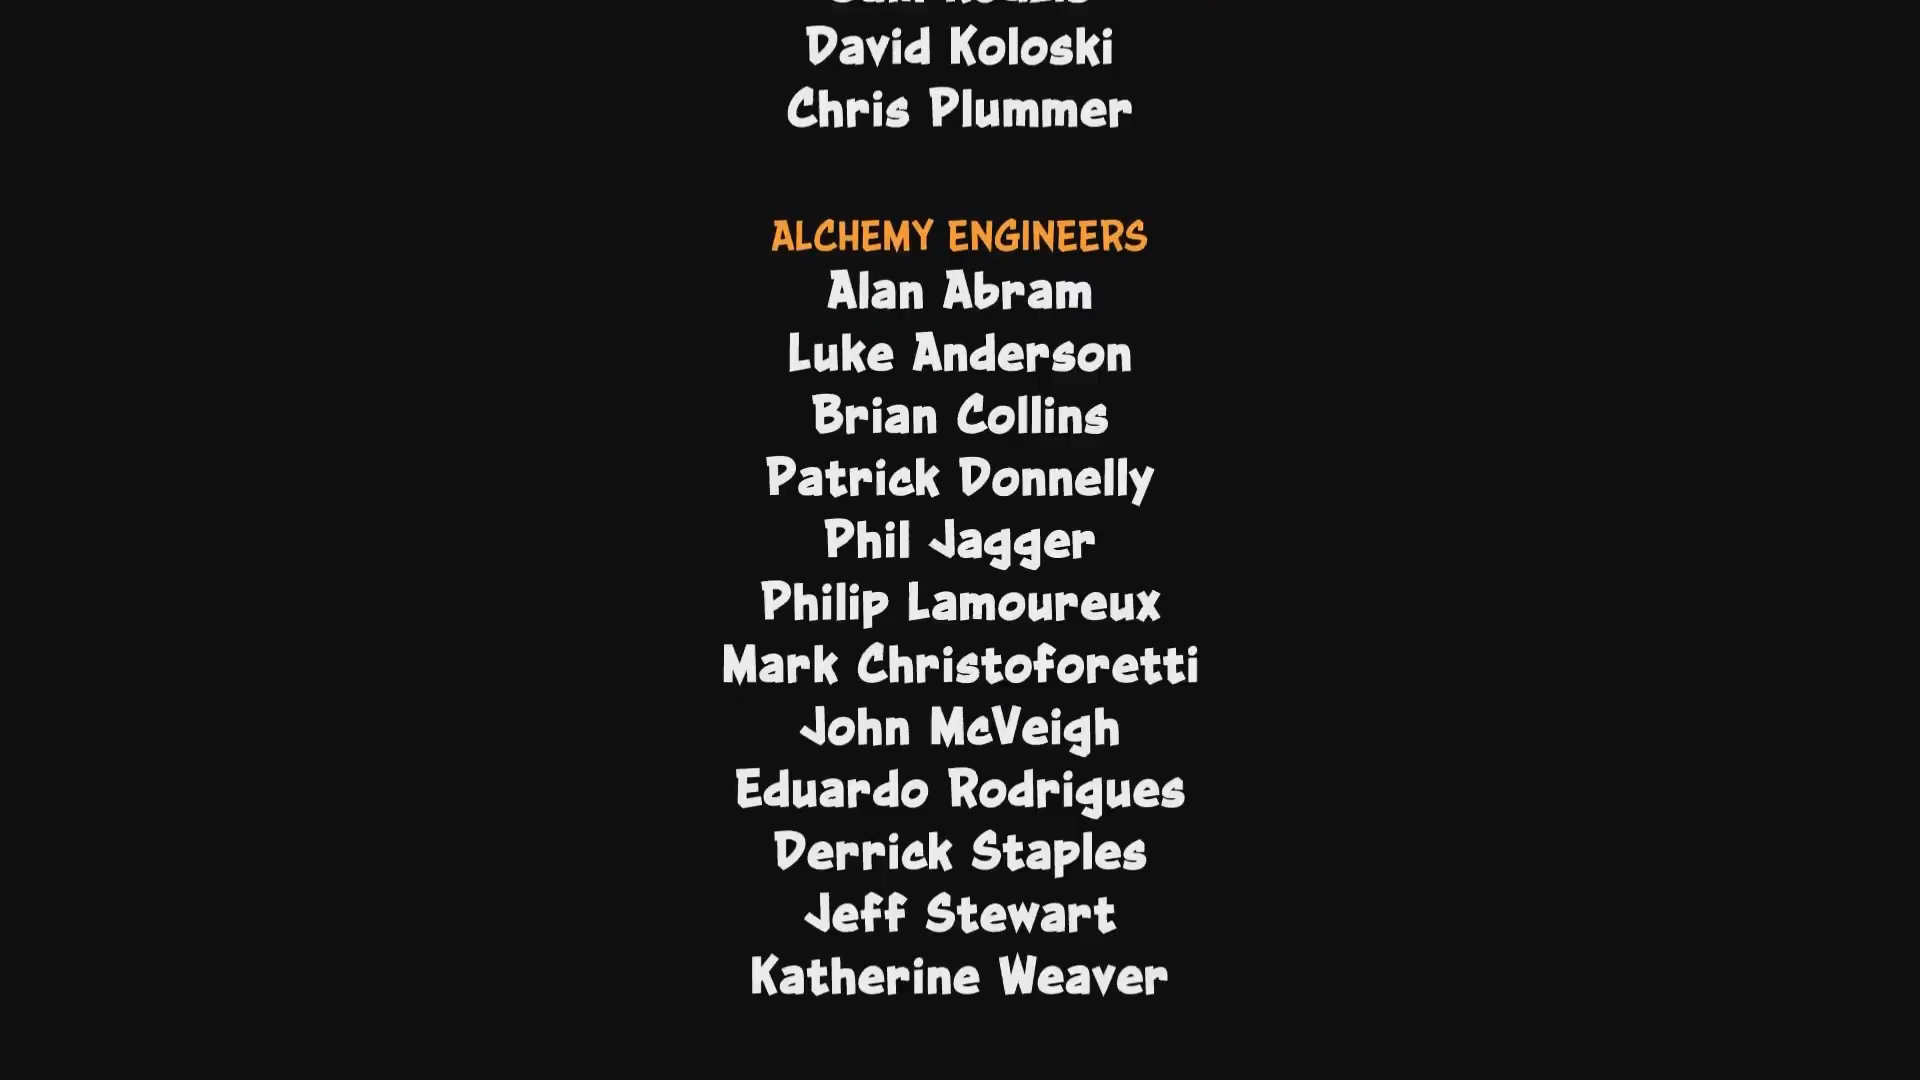 David Koloski
Chris Plummer
ALCHEMY ENGINEERS
Alan Abram
Luke Anderson
Brian Collins
Patrick Donnelly
Phil Jagger
Philip Lamoureux
Mark Christoforetti
John McVeigh
Eduardo Rodrigues
Derrick Staples
Jeff Stewart
Katherine Weaver